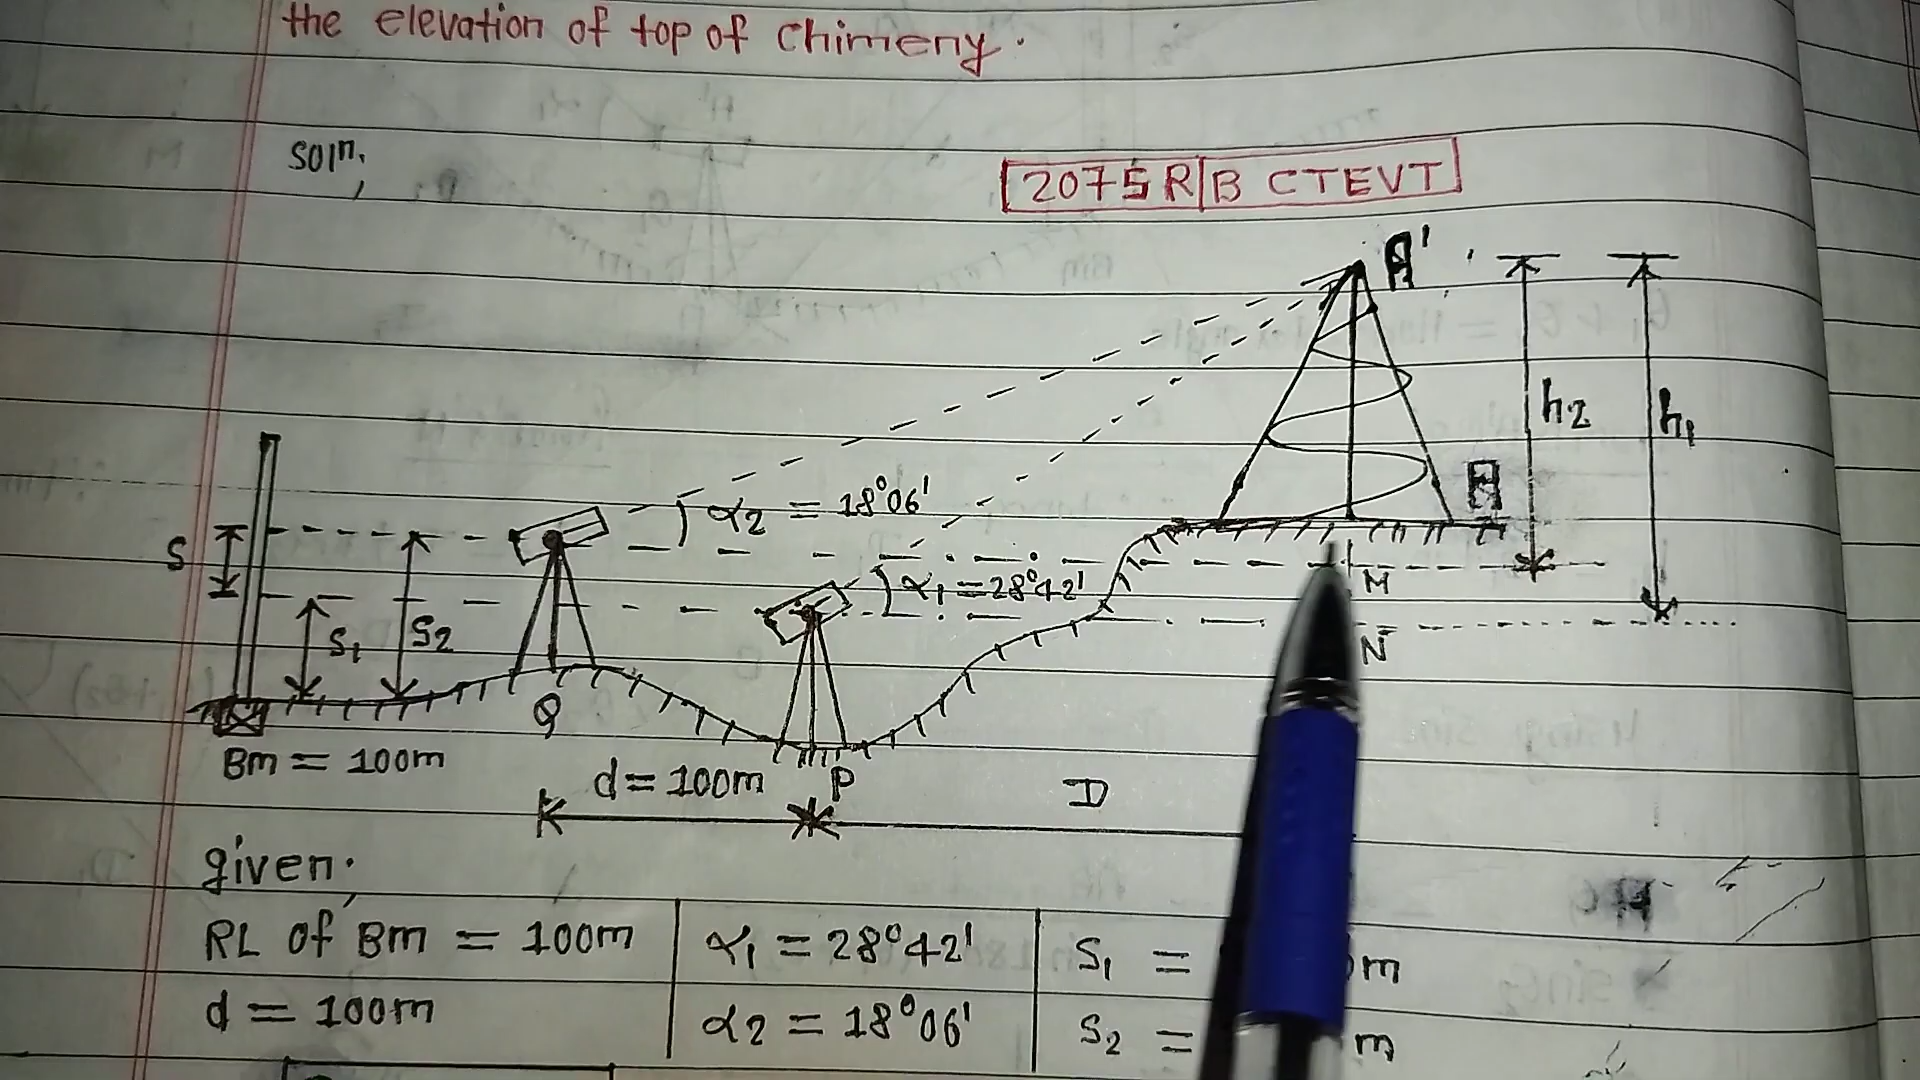 the elevation of top of chimeny.
soln,
2075 R/B CTEVT
A'
h2
h1
A
α2 = 18°06'
S
α1 = 28°42'
M
S1
S2
N
Q
Bm = 100m
d = 100m
P
D
given,
RL of Bm = 100m
α1 = 28°42'
S1 =
m
d = 100m
α2 = 18°06'
S2 =
m